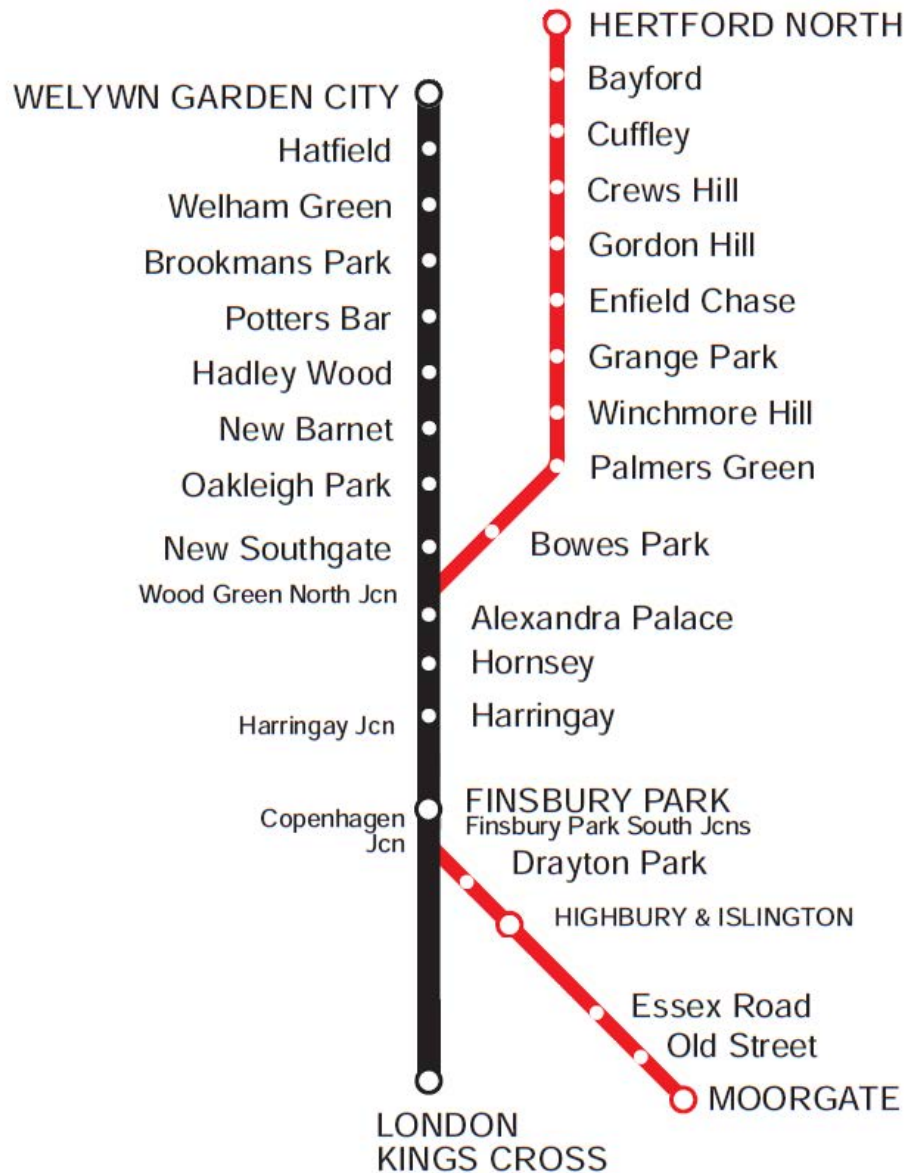 HERTFORD NORTH
Bayford
WELYWN GARDEN CITY
Cuffley
Hatfield
Crews Hill
Welham Green
Gordon Hill
Brookmans Park
Enfield Chase
Potters Bar
Grange Park
Hadley Wood
Winchmore Hill
New Barnet
Palmers Green
Oakleigh Park
Bowes Park
New Southgate
Wood Green North Jcn
Alexandra Palace
Hornsey
Harringay
Harringay Jcn
FINSBURY PARK
Finsbury Park South Jcns
Copenhagen
Jcn
Drayton Park
HIGHBURY & ISLINGTON
Essex Road
Old Street
MOORGATE
LONDON
KINGS CROSS